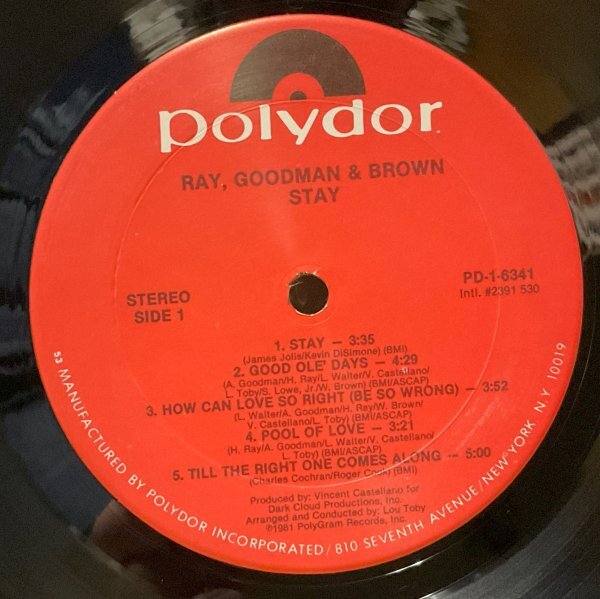 polydor
RAY, GOODMAN & BROWN
STAY
STEREO
SIDE 1
PD-1-6341
Intl. #2391 530
1. STAY — 3:35
(James Jolis/Kevin DiSimone) (BMI)
2. GOOD OLE' DAYS — 4:29
(A. Goodman/H. Ray/L. Walter/V. Castellano/
L. Toby/S. Lowe, Jr./W. Brown) (BMI/ASCAP)
3. HOW CAN LOVE SO RIGHT (BE SO WRONG) — 3:52
(L. Walter/A. Goodman/H. Ray/W. Brown/
V. Castellano/L. Toby) (BMI/ASCAP)
4. POOL OF LOVE — 3:21
(H. Ray/A. Goodman/L. Walter/V. Castellano/
L. Toby) (BMI/ASCAP)
5. TILL THE RIGHT ONE COMES ALONG — 5:00
(Charles Cochran/Roger Cook) (BMI)
Produced by: Vincent Castellano for
Dark Cloud Productions, Inc.
Arranged and Conducted by: Lou Toby
℗1981 PolyGram Records, Inc.
53 MANUFACTURED BY POLYDOR INCORPORATED/810 SEVENTH AVENUE/NEW YORK N Y 10019